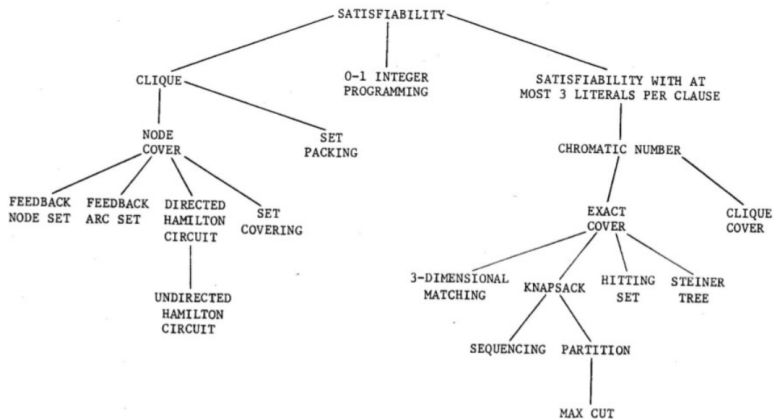 SATISFIABILITY
CLIQUE
0-1 INTEGER
PROGRAMMING
SATISFIABILITY WITH AT
MOST 3 LITERALS PER CLAUSE
NODE
COVER
SET
PACKING
CHROMATIC NUMBER
FEEDBACK
NODE SET
FEEDBACK
ARC SET
DIRECTED
HAMILTON
CIRCUIT
SET
COVERING
EXACT
COVER
CLIQUE
COVER
UNDIRECTED
HAMILTON
CIRCUIT
3-DIMENSIONAL
MATCHING
KNAPSACK
HITTING
SET
STEINER
TREE
SEQUENCING
PARTITION
MAX CUT